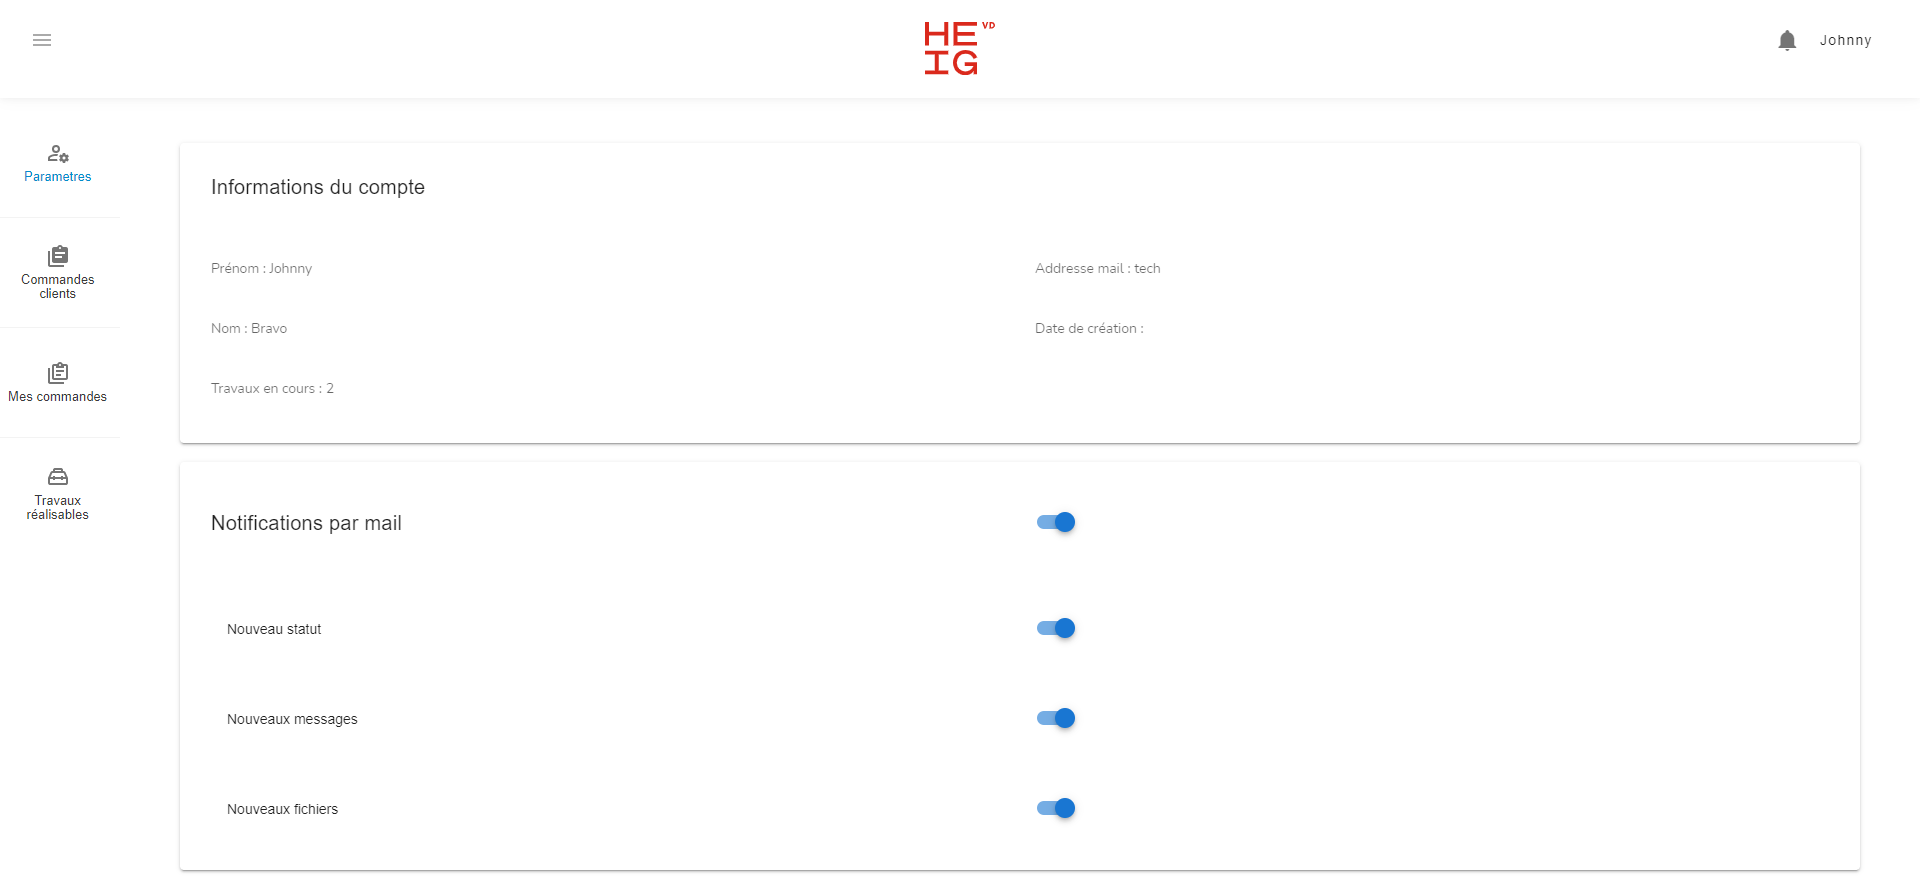 HE VD
IG
Johnny
Parametres
Commandes
clients
Mes commandes
Travaux
réalisables
Informations du compte
Prénom : Johnny
Addresse mail : tech
Nom : Bravo
Date de création :
Travaux en cours : 2
Notifications par mail
Nouveau statut
Nouveaux messages
Nouveaux fichiers